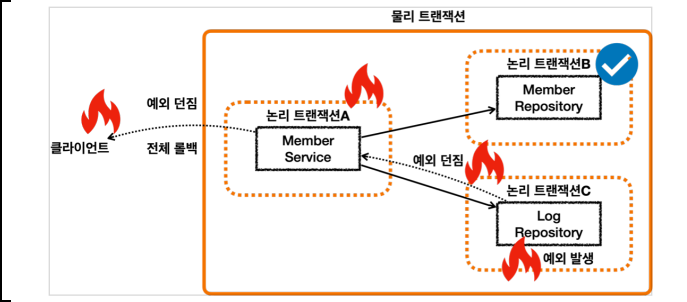 물리 트랜잭션
논리 트랜잭션B
Member
Repository
예외 던짐
논리 트랜잭션A
클라이언트
전체 롤백
Member
Service
예외 던짐
논리 트랜잭션C
Log
Repository
예외 발생